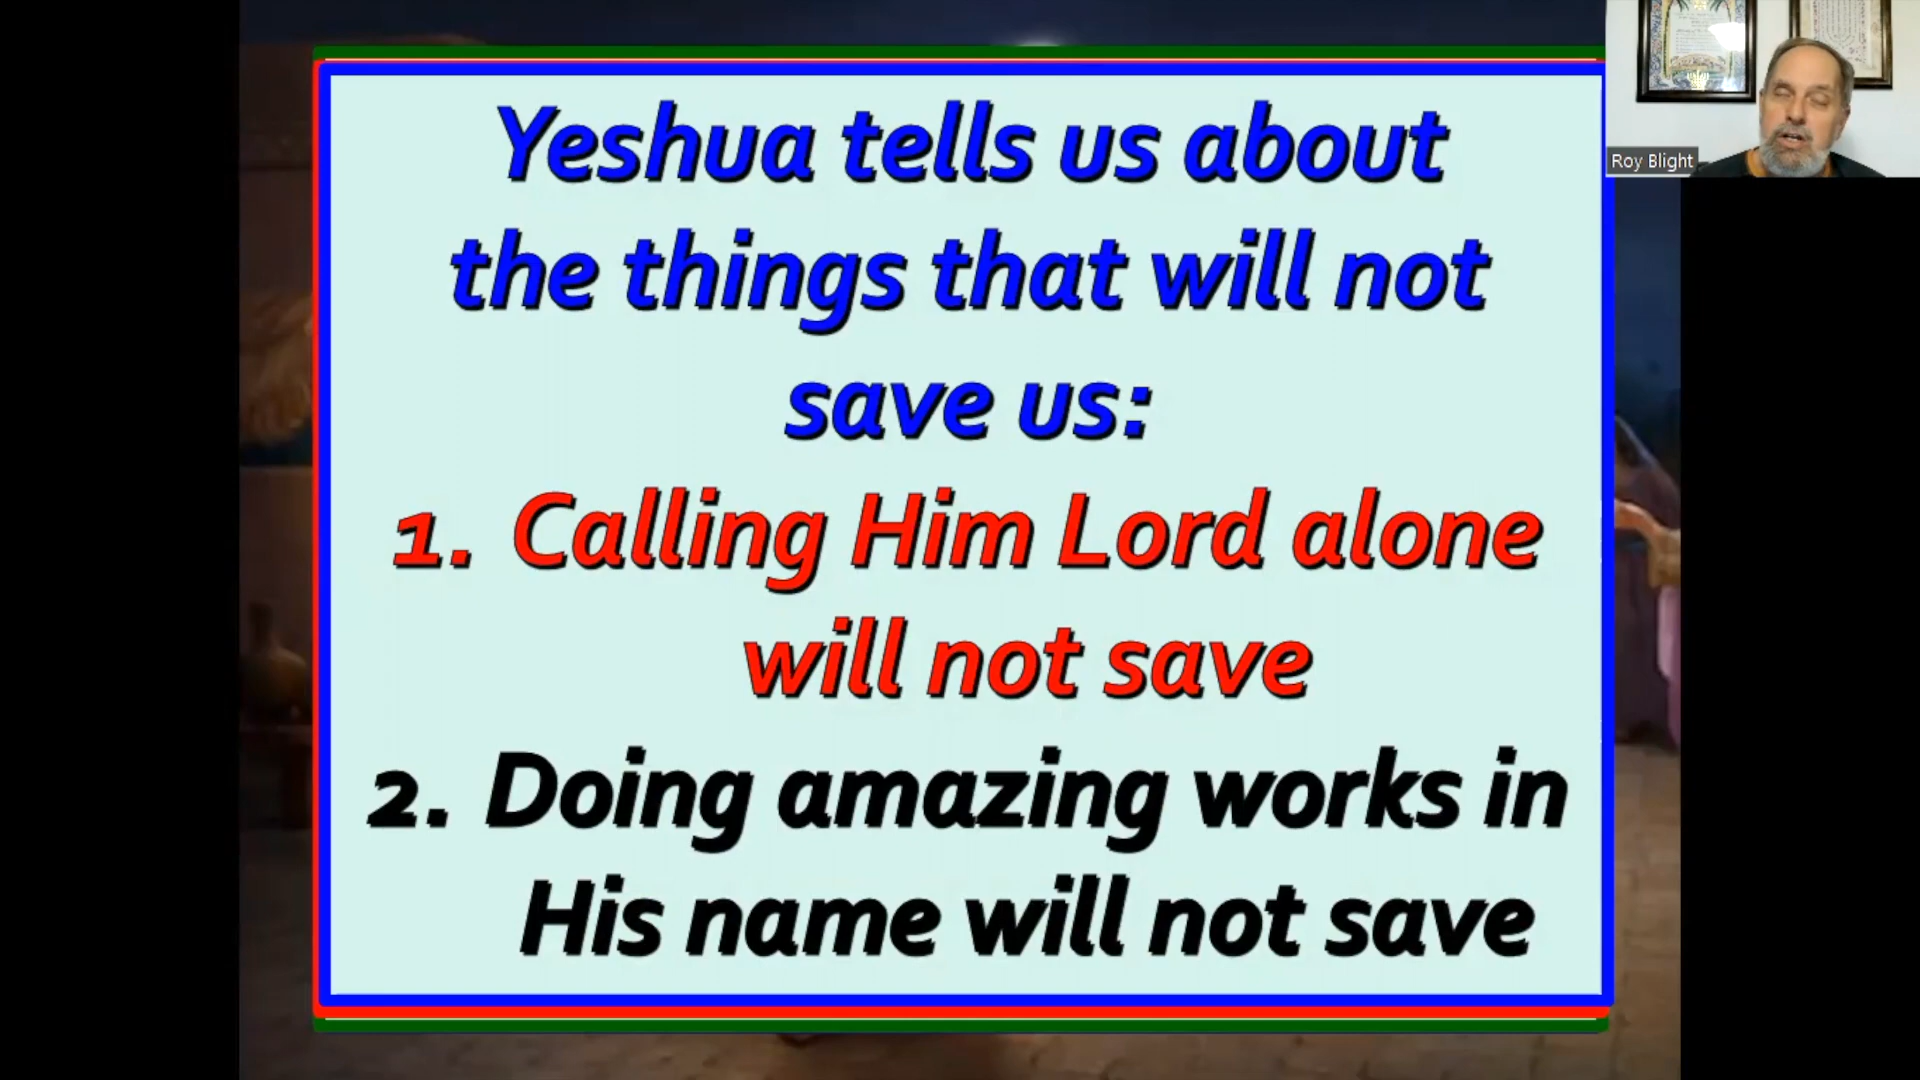 Yeshua tells us about
the things that will not
save us:
1. Calling Him Lord alone
will not save
2. Doing amazing works in
His name will not save
Roy Blight